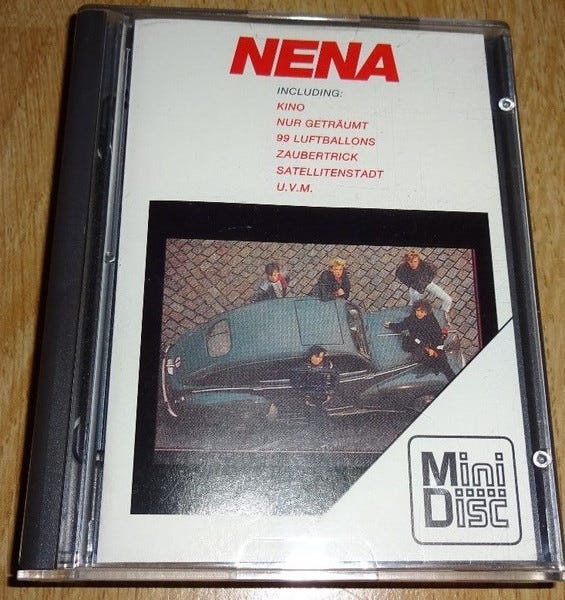 NENA
INCLUDING:
KINO
NUR GETRÄUMT
99 LUFTBALLONS
ZAUBERTRICK
SATELLITENSTADT
U.V.M.
Mini
Disc